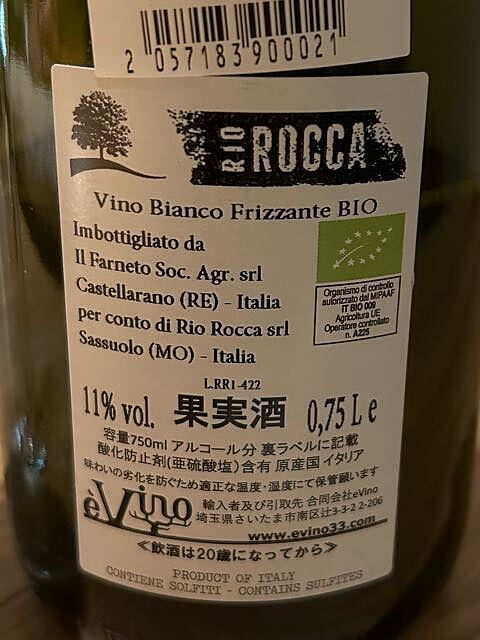 2 057183 900021
RIO ROCCA
Vino Bianco Frizzante BIO
Imbottigliato da
Il Farneto Soc. Agr. srl
Castellarano (RE) - Italia
per conto di Rio Rocca srl
Sassuolo (MO) - Italia
Organismo di controllo
autorizzato dal MIPAAF
IT BIO 009
Agricoltura UE
Operatore controllato
n. A225
L.RR1-422
11% vol. 果実酒 0,75 L e
容量750ml アルコール分 裏ラベルに記載
酸化防止剤(亜硫酸塩)含有 原産国 イタリア
味わいの劣化を防ぐため適正な温度・湿度にて保管願います
èVino
輸入者及び引取先 合同会社eVino
埼玉県さいたま市南区辻3-3-2 2-206
www.evino33.com
≪飲酒は20歳になってから≫
PRODUCT OF ITALY
CONTIENE SOLFITI - CONTAINS SULFITES